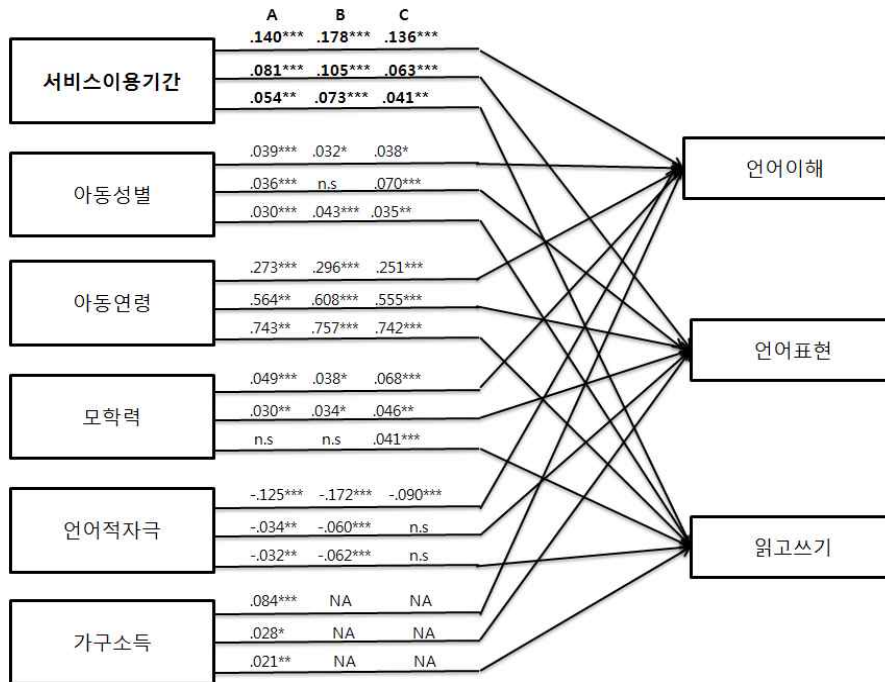 A B C
.140*** .178*** .136***
.081*** .105*** .063***
서비스이용기간
.054** .073*** .041**
.039*** .032* .038*
언어이해
.036*** n.s .070***
아동성별
.030*** .043*** .035**
.273*** .296*** .251***
.564** .608*** .555***
아동연령
.743** .757*** .742***
언어표현
.049*** .038* .068***
.030** .034* .046**
모학력
n.s n.s .041***
-.125*** -.172*** -.090***
-.034** -.060*** n.s
언어적자극
읽고쓰기
-.032** -.062*** n.s
.084*** NA NA
.028* NA NA
가구소득
.021** NA NA